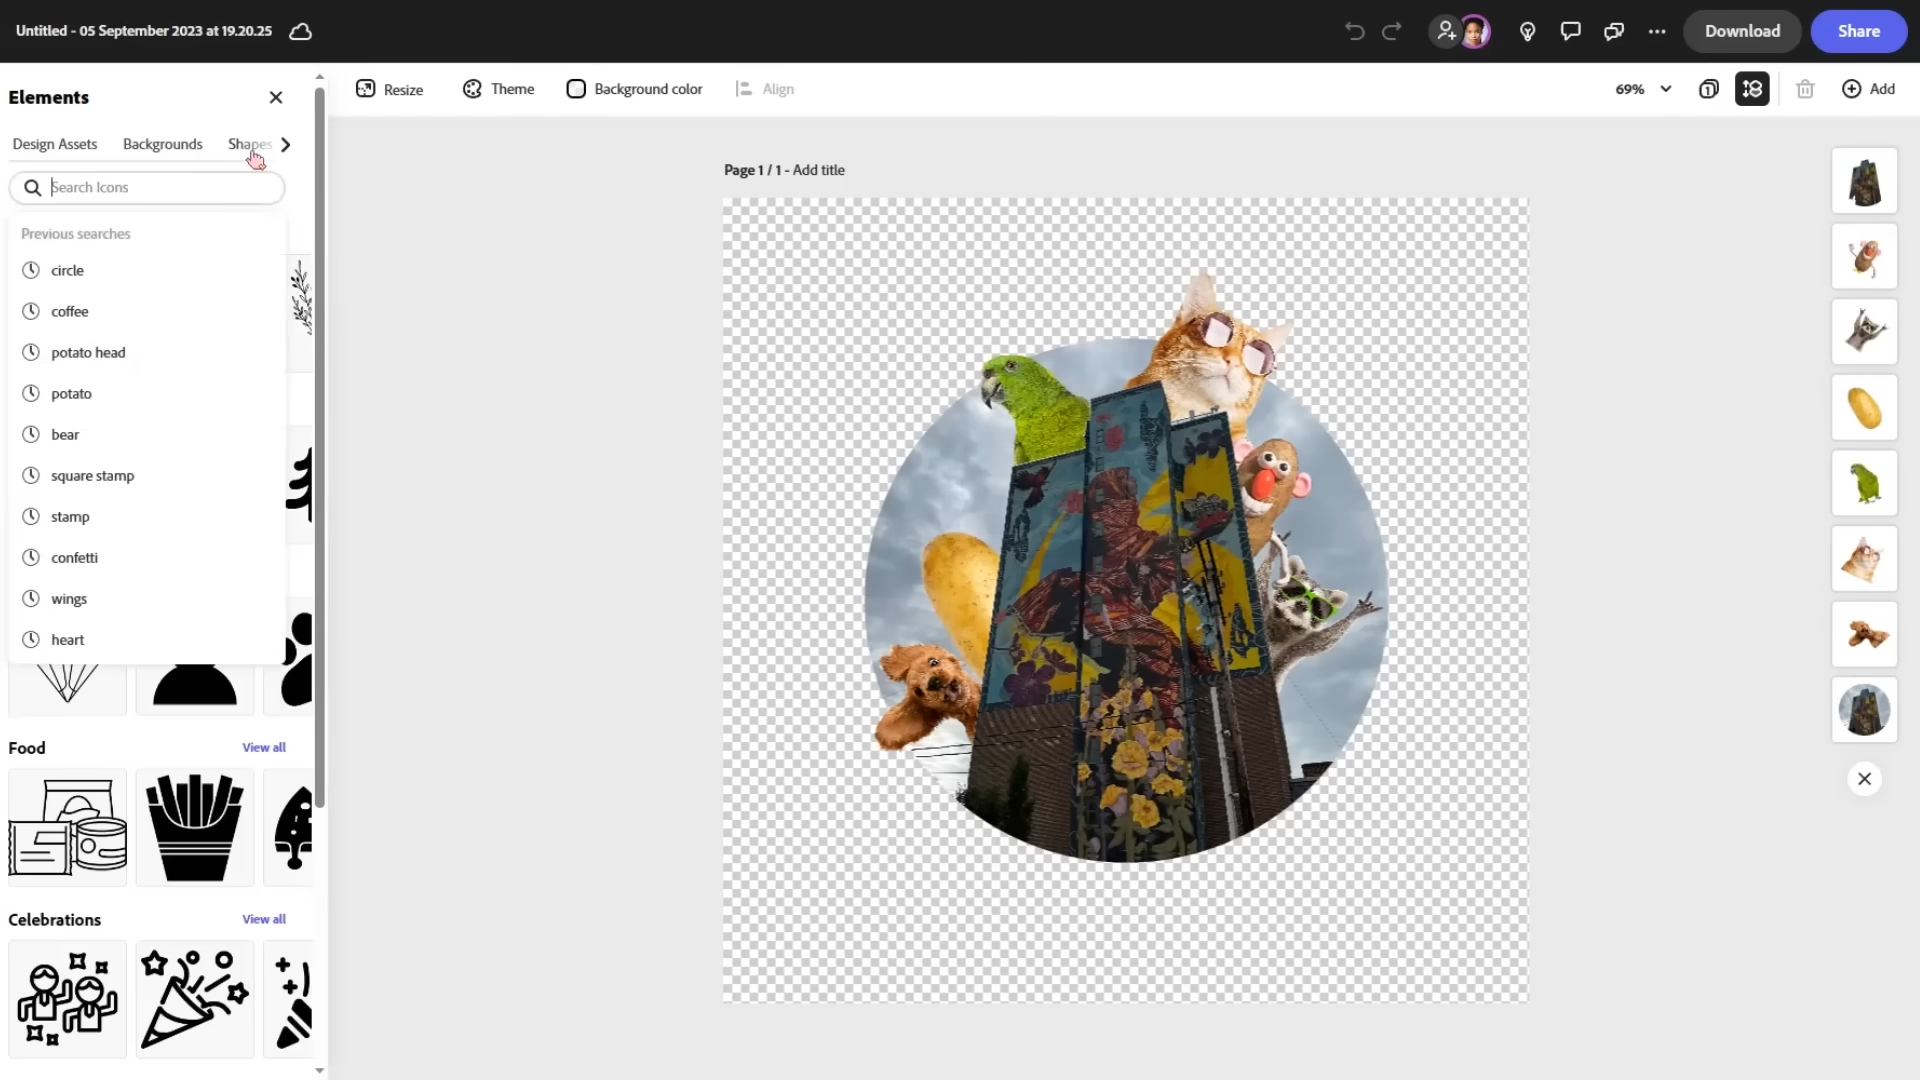 Untitled - 05 September 2023 at 19.20.25
Download
Share
Elements
Resize
Theme
Background color
Align
69%
1
Add
Design Assets
Backgrounds
Shapes
Search Icons
Page 1 / 1 - Add title
Previous searches
circle
coffee
potato head
potato
bear
square stamp
stamp
confetti
wings
heart
Food
View all
Celebrations
View all